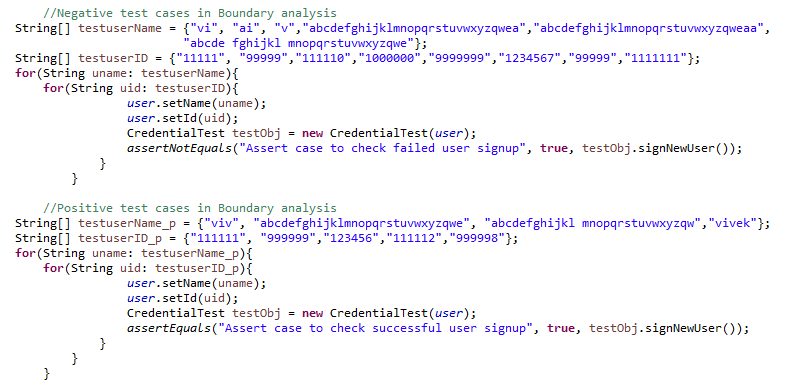 //Negative test cases in Boundary analysis
String[] testuserName = {"vi", "ai", "v","abcdefghijklmnopqrstuvwxyzqwea","abcdefghijklmnopqrstuvwxyzqweaa",
"abcde fghijkl mnopqrstuvwxyzqwe"};
String[] testuserID = {"11111", "99999","111110","1000000","9999999","1234567","99999","1111111"};
for(String uname: testuserName){
for(String uid: testuserID){
user.setName(uname);
user.setId(uid);
CredentialTest testObj = new CredentialTest(user);
assertNotEquals("Assert case to check failed user signup", true, testObj.signNewUser());
}
}
//Positive test cases in Boundary analysis
String[] testuserName_p = {"viv", "abcdefghijklmnopqrstuvwxyzqwe", "abcdefghijkl mnopqrstuvwxyzqw","vivek"};
String[] testuserID_p = {"111111", "999999","123456","111112","999998"};
for(String uname: testuserName_p){
for(String uid: testuserID_p){
user.setName(uname);
user.setId(uid);
CredentialTest testObj = new CredentialTest(user);
assertEquals("Assert case to check successful user signup", true, testObj.signNewUser());
}
}
}